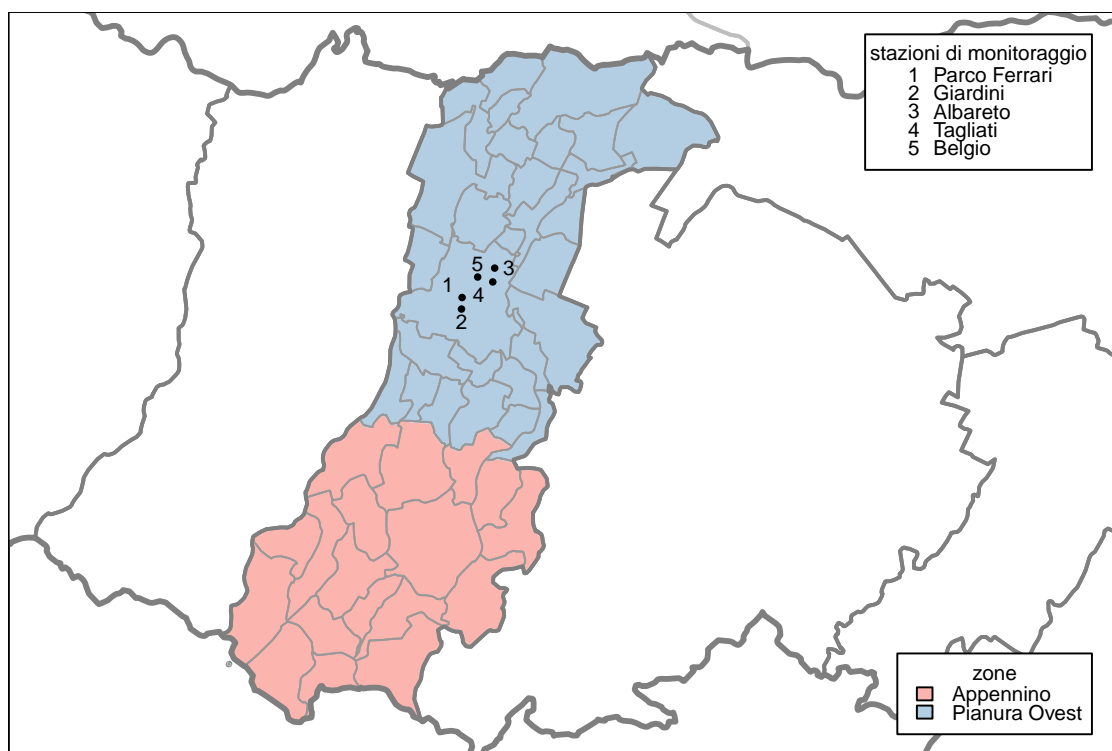 stazioni di monitoraggio
1 Parco Ferrari
2 Giardini
3 Albareto
4 Tagliati
5 Belgio
5 3
1 4
2
zone
Appennino
Pianura Ovest